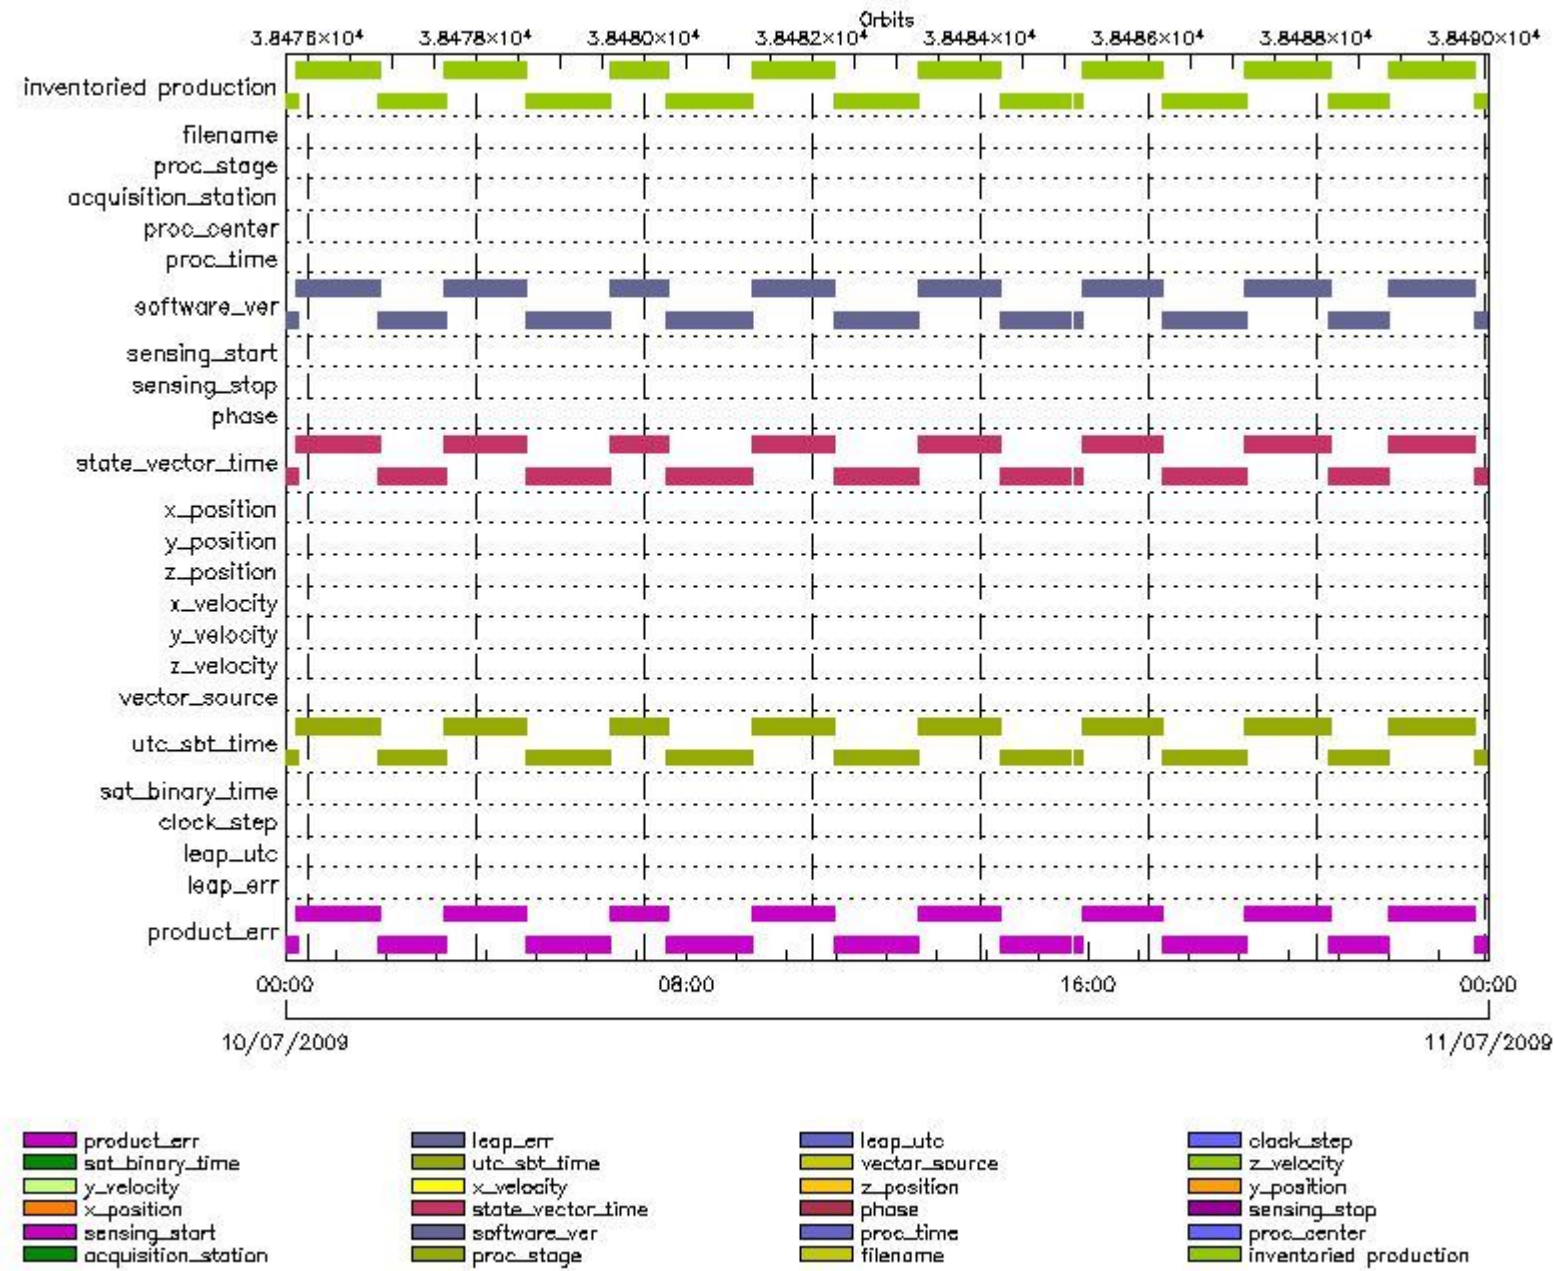 Orbits
3.8476×10⁴ 3.8478×10⁴ 3.8480×10⁴ 3.8482×10⁴ 3.8484×10⁴ 3.8486×10⁴ 3.8488×10⁴ 3.8490×10⁴
inventoried production
filename
proc_stage
acquisition_station
proc_center
proc_time
software_ver
sensing_start
sensing_stop
phase
state_vector_time
x_position
y_position
z_position
x_velocity
y_velocity
z_velocity
vector_source
utc_sbt_time
sat_binary_time
clock_step
leap_utc
leap_err
product_err
00:00 08:00 16:00 00:00
10/07/2009 11/07/2009
product_err leap_err leap_utc clock_step
sat_binary_time utc_sbt_time vector_source z_velocity
y_velocity x_velocity z_position y_position
x_position state_vector_time phase sensing_stop
sensing_start software_ver proc_time proc_center
acquisition_station proc_stage filename inventoried production